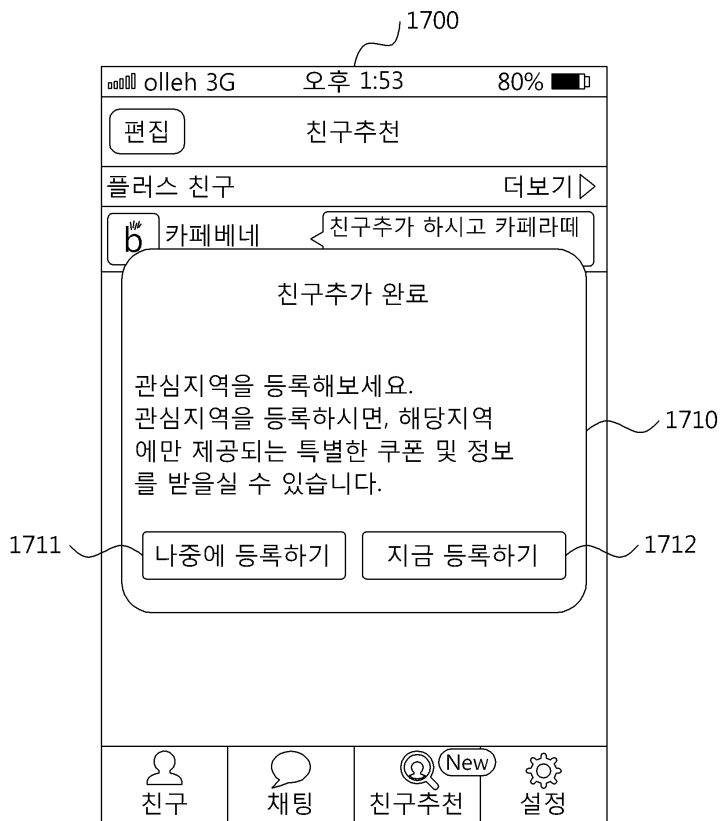 1700
olleh 3G 오후 1:53 80%
편집 친구추천
플러스 친구 더보기
b 카페베네 친구추가 하시고 카페라떼
친구추가 완료
관심지역을 등록해보세요.
관심지역을 등록하시면, 해당지역
에만 제공되는 특별한 쿠폰 및 정보
를 받을실 수 있습니다.
1710
1711 나중에 등록하기 지금 등록하기 1712
New
친구 채팅 친구추천 설정